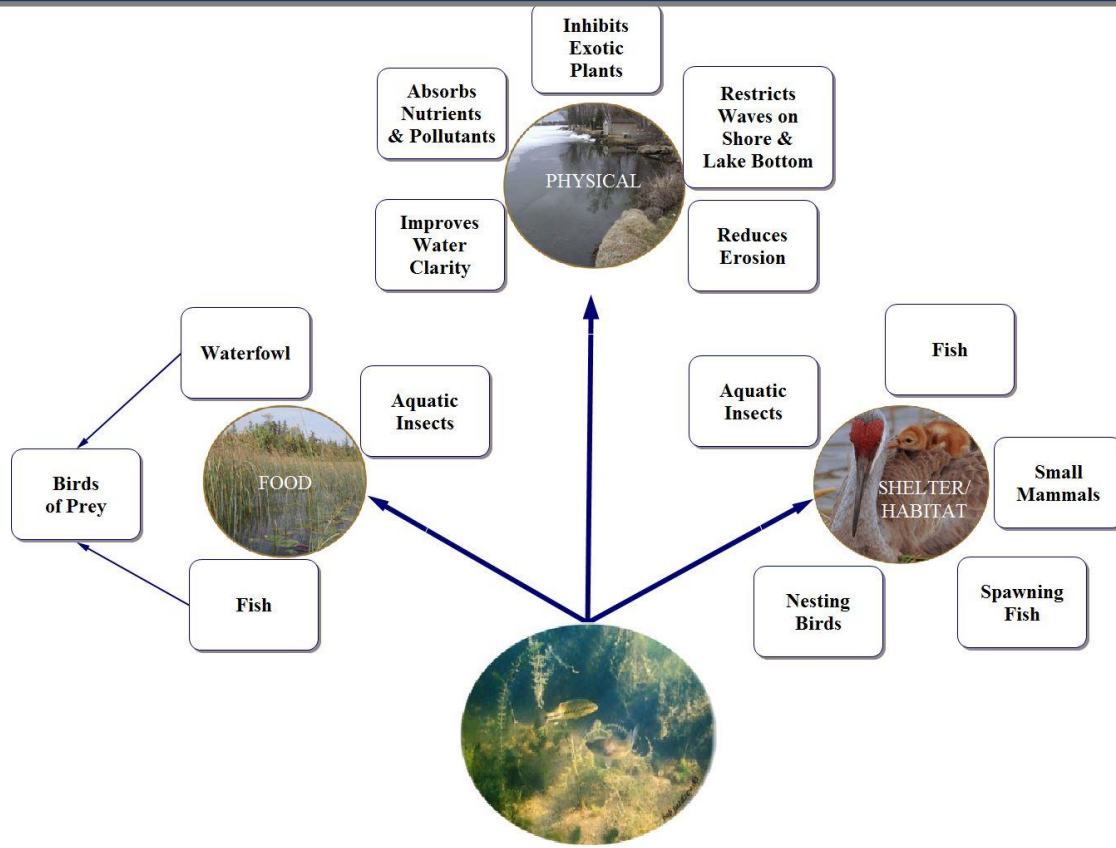 Inhibits
Exotic
Plants
Absorbs
Nutrients
& Pollutants
Restricts
Waves on
Shore &
Lake Bottom
PHYSICAL
Improves
Water
Clarity
Reduces
Erosion
Waterfowl
Aquatic
Insects
Birds
of Prey
FOOD
Fish
Fish
Aquatic
Insects
Small
Mammals
SHELTER/
HABITAT
Nesting
Birds
Spawning
Fish